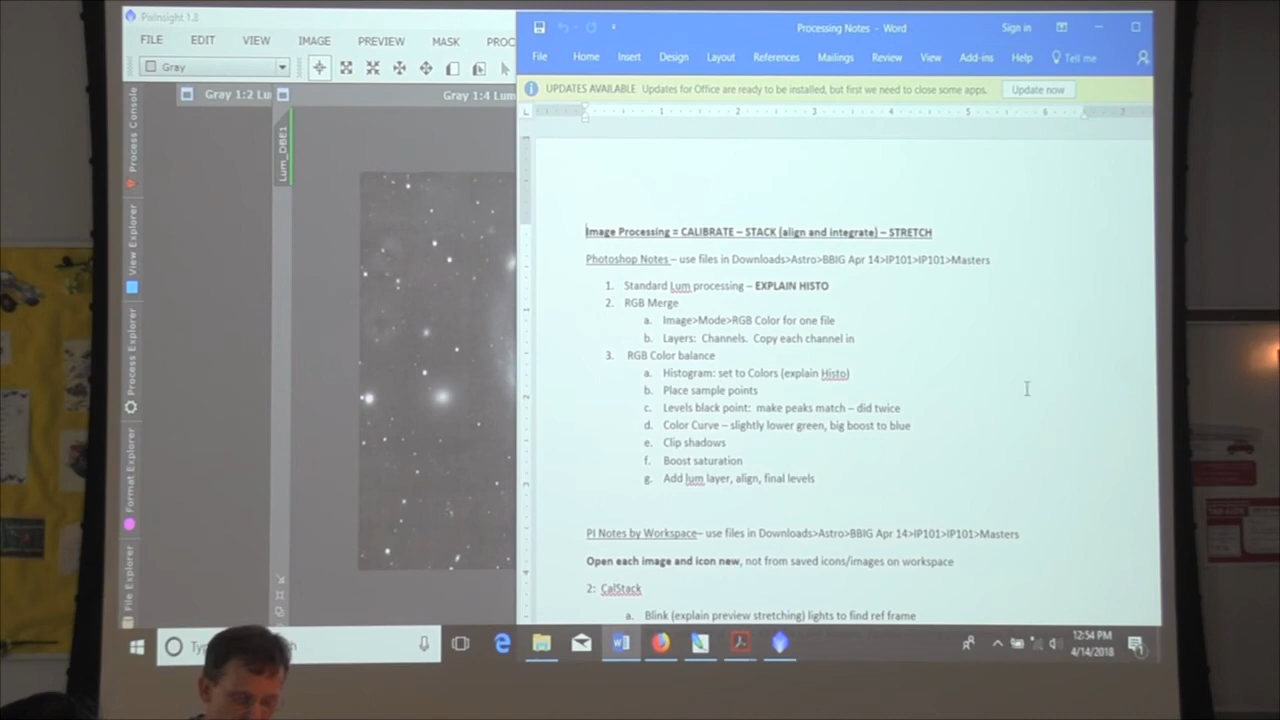 PixInsight 1.8
FILE EDIT VIEW IMAGE PREVIEW MASK PROC
Gray
Gray 1:2 Lu
Gray 1:4 Lum
Process Console
View Explorer
Process Explorer
Format Explorer
File Explorer
Lum_DBE1
Processing Notes - Word
Sign in
File Home Insert Design Layout References Mailings Review View Add-ins Help Tell me
UPDATES AVAILABLE Updates for Office are ready to be installed, but first we need to close some apps. Update now
1 2 3 4 5 6 7
Image Processing = CALIBRATE – STACK (align and integrate) – STRETCH
Photoshop Notes – use files in Downloads>Astro>BBIG Apr 14>IP101>IP101>Masters
1. Standard Lum processing – EXPLAIN HISTO
2. RGB Merge
a. Image>Mode>RGB Color for one file
b. Layers: Channels. Copy each channel in
3. RGB Color balance
a. Histogram: set to Colors (explain Histo)
b. Place sample points
c. Levels black point: make peaks match – did twice
d. Color Curve – slightly lower green, big boost to blue
e. Clip shadows
f. Boost saturation
g. Add lum layer, align, final levels
PI Notes by Workspace– use files in Downloads>Astro>BBIG Apr 14>IP101>IP101>Masters
Open each image and icon new, not from saved icons/images on workspace
2: CalStack
a. Blink (explain preview stretching) lights to find ref frame
12:54 PM
4/14/2018